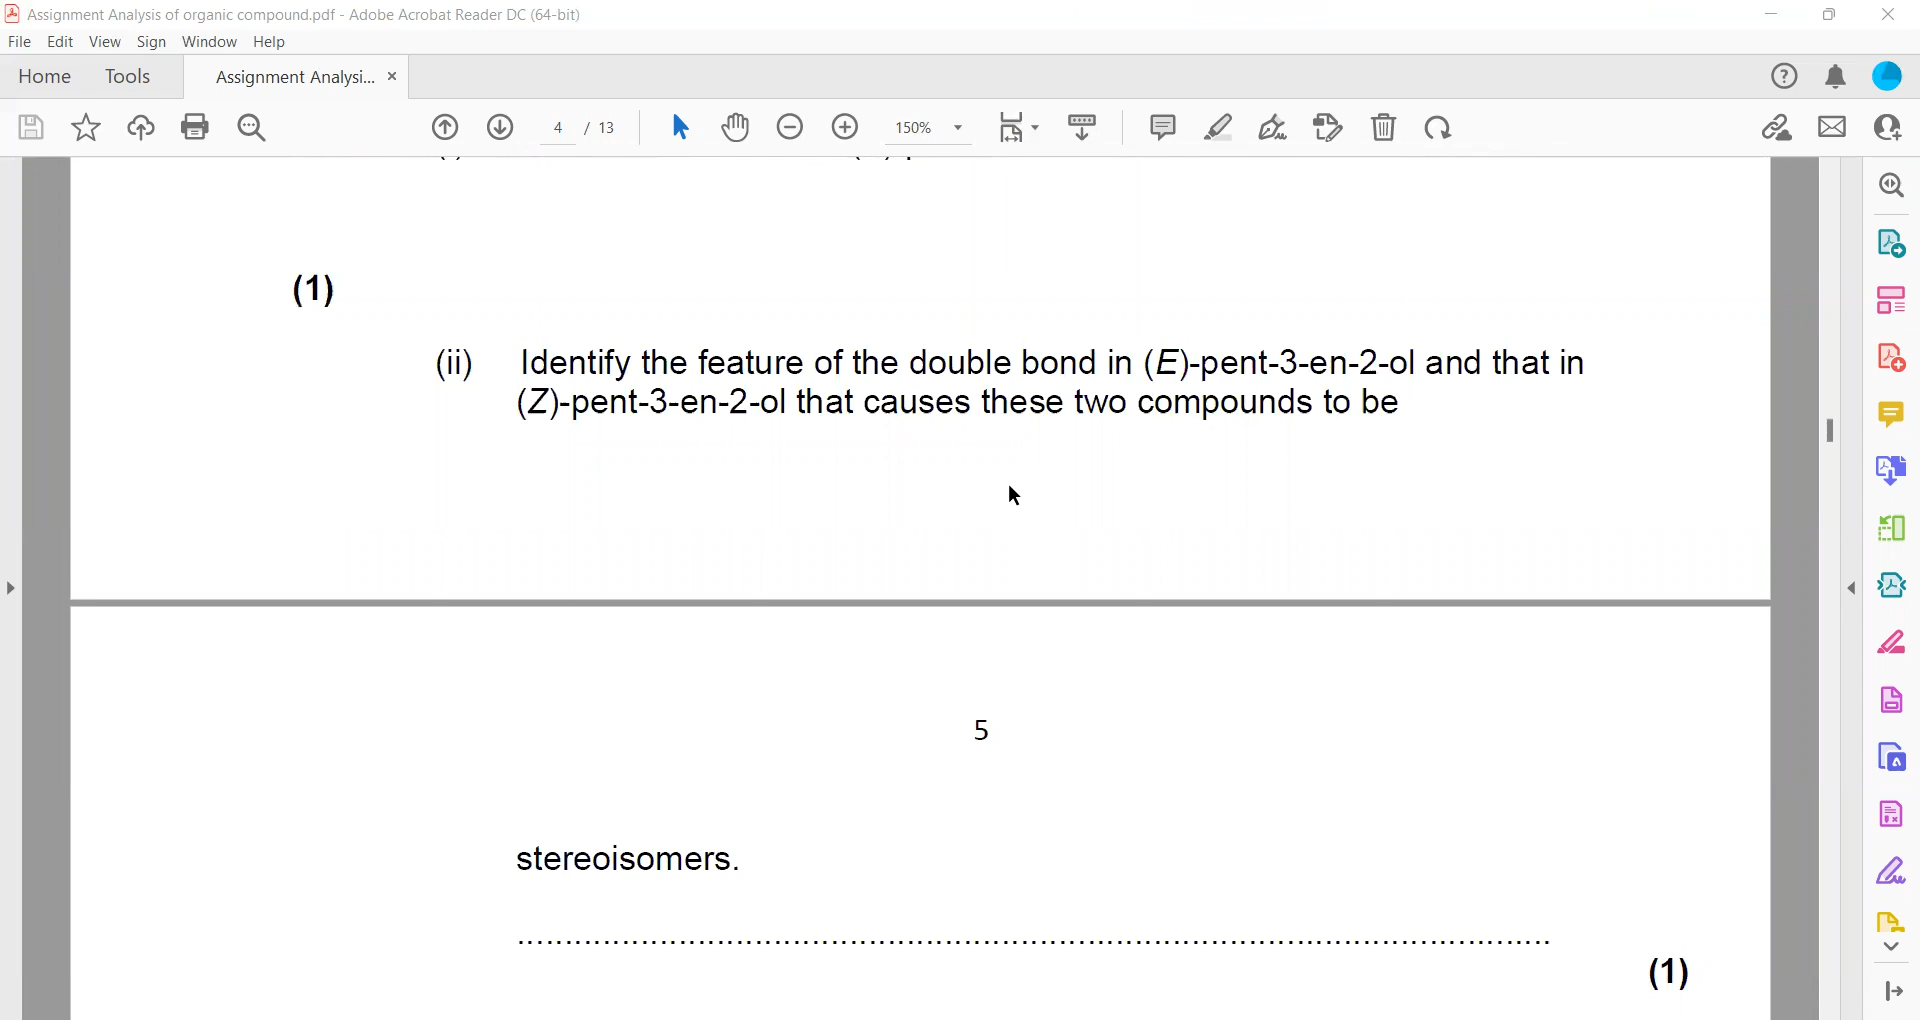 Assignment Analysis of organic compound.pdf - Adobe Acrobat Reader DC (64-bit)
File Edit View Sign Window Help
Home Tools Assignment Analysi... ×
4 / 13 150%
(1)
(ii) Identify the feature of the double bond in (E)-pent-3-en-2-ol and that in
(Z)-pent-3-en-2-ol that causes these two compounds to be
5
stereoisomers.
....................................................................................
(1)